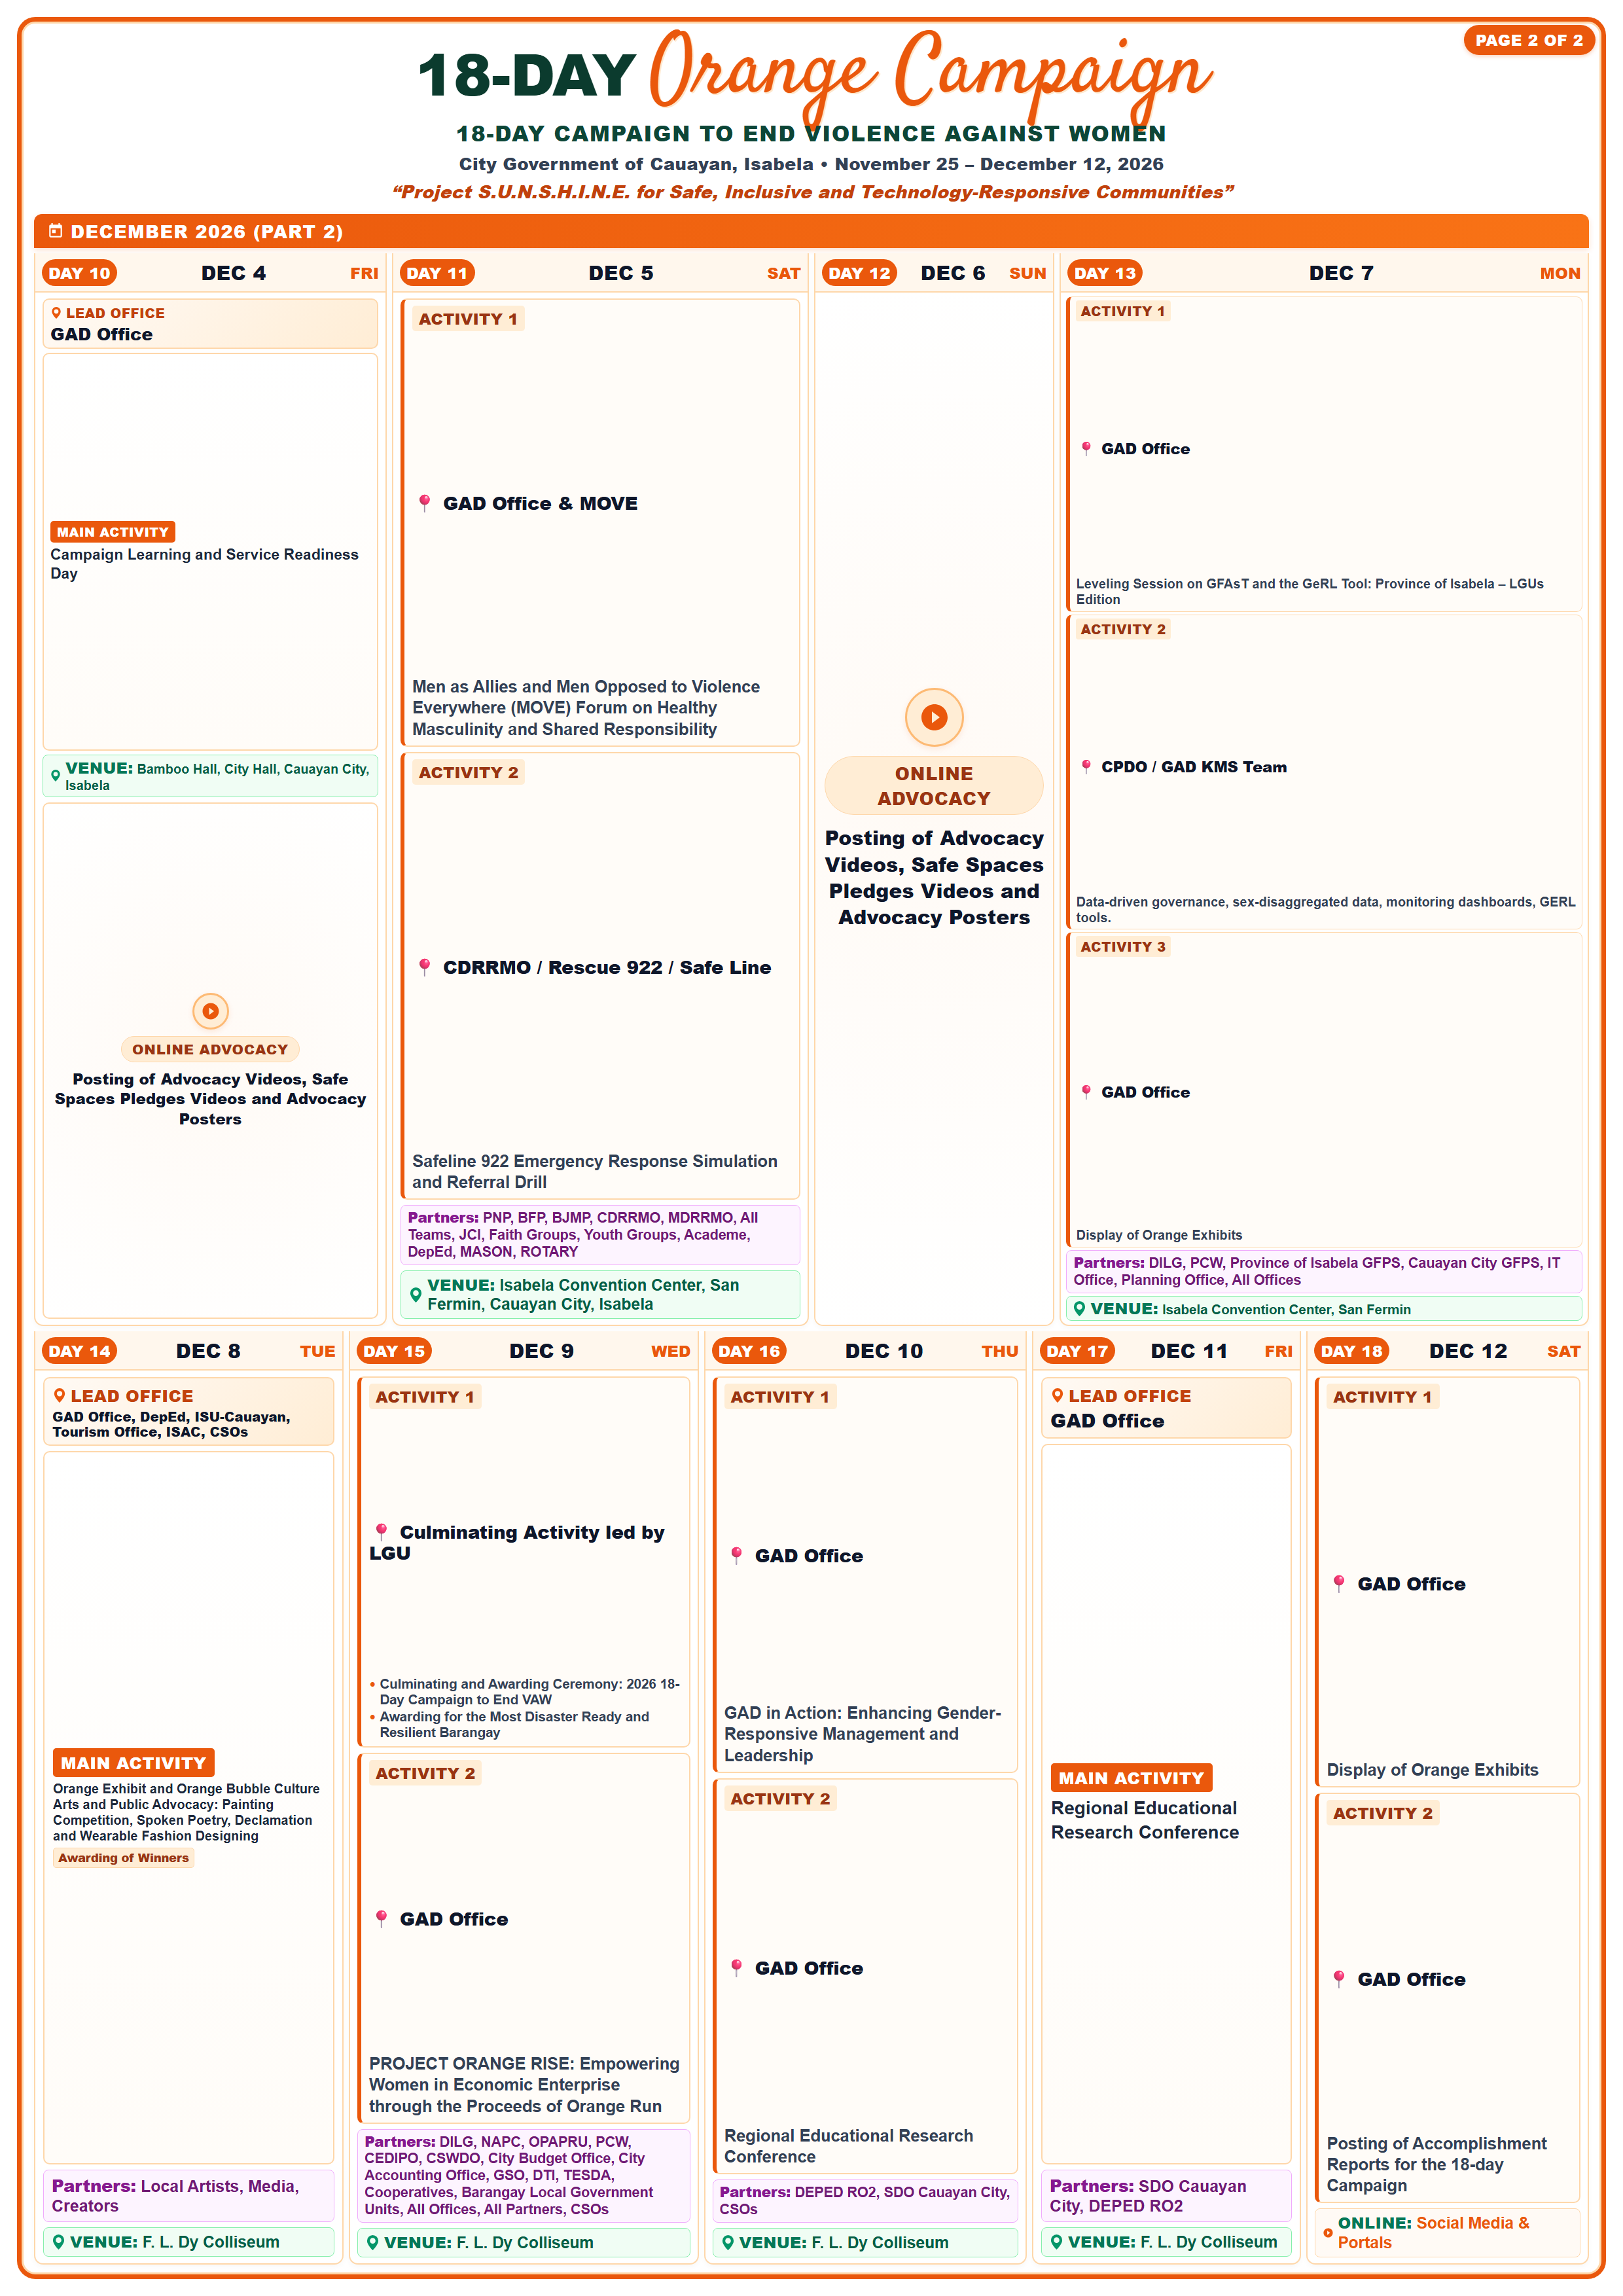 PAGE 2 OF 2
18-DAY Orange Campaign
18-DAY CAMPAIGN TO END VIOLENCE AGAINST WOMEN
City Government of Cauayan, Isabela • November 25 – December 12, 2026
“Project S.U.N.S.H.I.N.E. for Safe, Inclusive and Technology-Responsive Communities”
DECEMBER 2026 (PART 2)
DAY 10 DEC 4 FRI
LEAD OFFICE
GAD Office
MAIN ACTIVITY
Campaign Learning and Service Readiness
Day
VENUE: Bamboo Hall, City Hall, Cauayan City,
Isabela
ONLINE ADVOCACY
Posting of Advocacy Videos, Safe
Spaces Pledges Videos and Advocacy
Posters
DAY 11 DEC 5 SAT
ACTIVITY 1
📍 GAD Office & MOVE
Men as Allies and Men Opposed to Violence
Everywhere (MOVE) Forum on Healthy
Masculinity and Shared Responsibility
ACTIVITY 2
📍 CDRRMO / Rescue 922 / Safe Line
Safeline 922 Emergency Response Simulation
and Referral Drill
Partners: PNP, BFP, BJMP, CDRRMO, MDRRMO, All
Teams, JCI, Faith Groups, Youth Groups, Academe,
DepEd, MASON, ROTARY
VENUE: Isabela Convention Center, San
Fermin, Cauayan City, Isabela
DAY 12 DEC 6 SUN
ONLINE
ADVOCACY
Posting of Advocacy
Videos, Safe Spaces
Pledges Videos and
Advocacy Posters
DAY 13 DEC 7 MON
ACTIVITY 1
📍 GAD Office
Leveling Session on GFAsT and the GeRL Tool: Province of Isabela – LGUs
Edition
ACTIVITY 2
📍 CPDO / GAD KMS Team
Data-driven governance, sex-disaggregated data, monitoring dashboards, GERL
tools.
ACTIVITY 3
📍 GAD Office
Display of Orange Exhibits
Partners: DILG, PCW, Province of Isabela GFPS, Cauayan City GFPS, IT
Office, Planning Office, All Offices
VENUE: Isabela Convention Center, San Fermin
DAY 14 DEC 8 TUE
LEAD OFFICE
GAD Office, DepEd, ISU-Cauayan,
Tourism Office, ISAC, CSOs
MAIN ACTIVITY
Orange Exhibit and Orange Bubble Culture
Arts and Public Advocacy: Painting
Competition, Spoken Poetry, Declamation
and Wearable Fashion Designing
Awarding of Winners
Partners: Local Artists, Media,
Creators
VENUE: F. L. Dy Colliseum
DAY 15 DEC 9 WED
ACTIVITY 1
📍 Culminating Activity led by
LGU
• Culminating and Awarding Ceremony: 2026 18-
Day Campaign to End VAW
• Awarding for the Most Disaster Ready and
Resilient Barangay
ACTIVITY 2
📍 GAD Office
PROJECT ORANGE RISE: Empowering
Women in Economic Enterprise
through the Proceeds of Orange Run
Partners: DILG, NAPC, OPAPRU, PCW,
CEDIPO, CSWDO, City Budget Office, City
Accounting Office, GSO, DTI, TESDA,
Cooperatives, Barangay Local Government
Units, All Offices, All Partners, CSOs
VENUE: F. L. Dy Colliseum
DAY 16 DEC 10 THU
ACTIVITY 1
📍 GAD Office
GAD in Action: Enhancing Gender-
Responsive Management and
Leadership
ACTIVITY 2
📍 GAD Office
Regional Educational Research
Conference
Partners: DEPED RO2, SDO Cauayan City,
CSOs
VENUE: F. L. Dy Colliseum
DAY 17 DEC 11 FRI
LEAD OFFICE
GAD Office
MAIN ACTIVITY
Regional Educational
Research Conference
Partners: SDO Cauayan
City, DEPED RO2
VENUE: F. L. Dy Colliseum
DAY 18 DEC 12 SAT
ACTIVITY 1
📍 GAD Office
Display of Orange Exhibits
ACTIVITY 2
📍 GAD Office
Posting of Accomplishment
Reports for the 18-day
Campaign
ONLINE: Social Media &
Portals